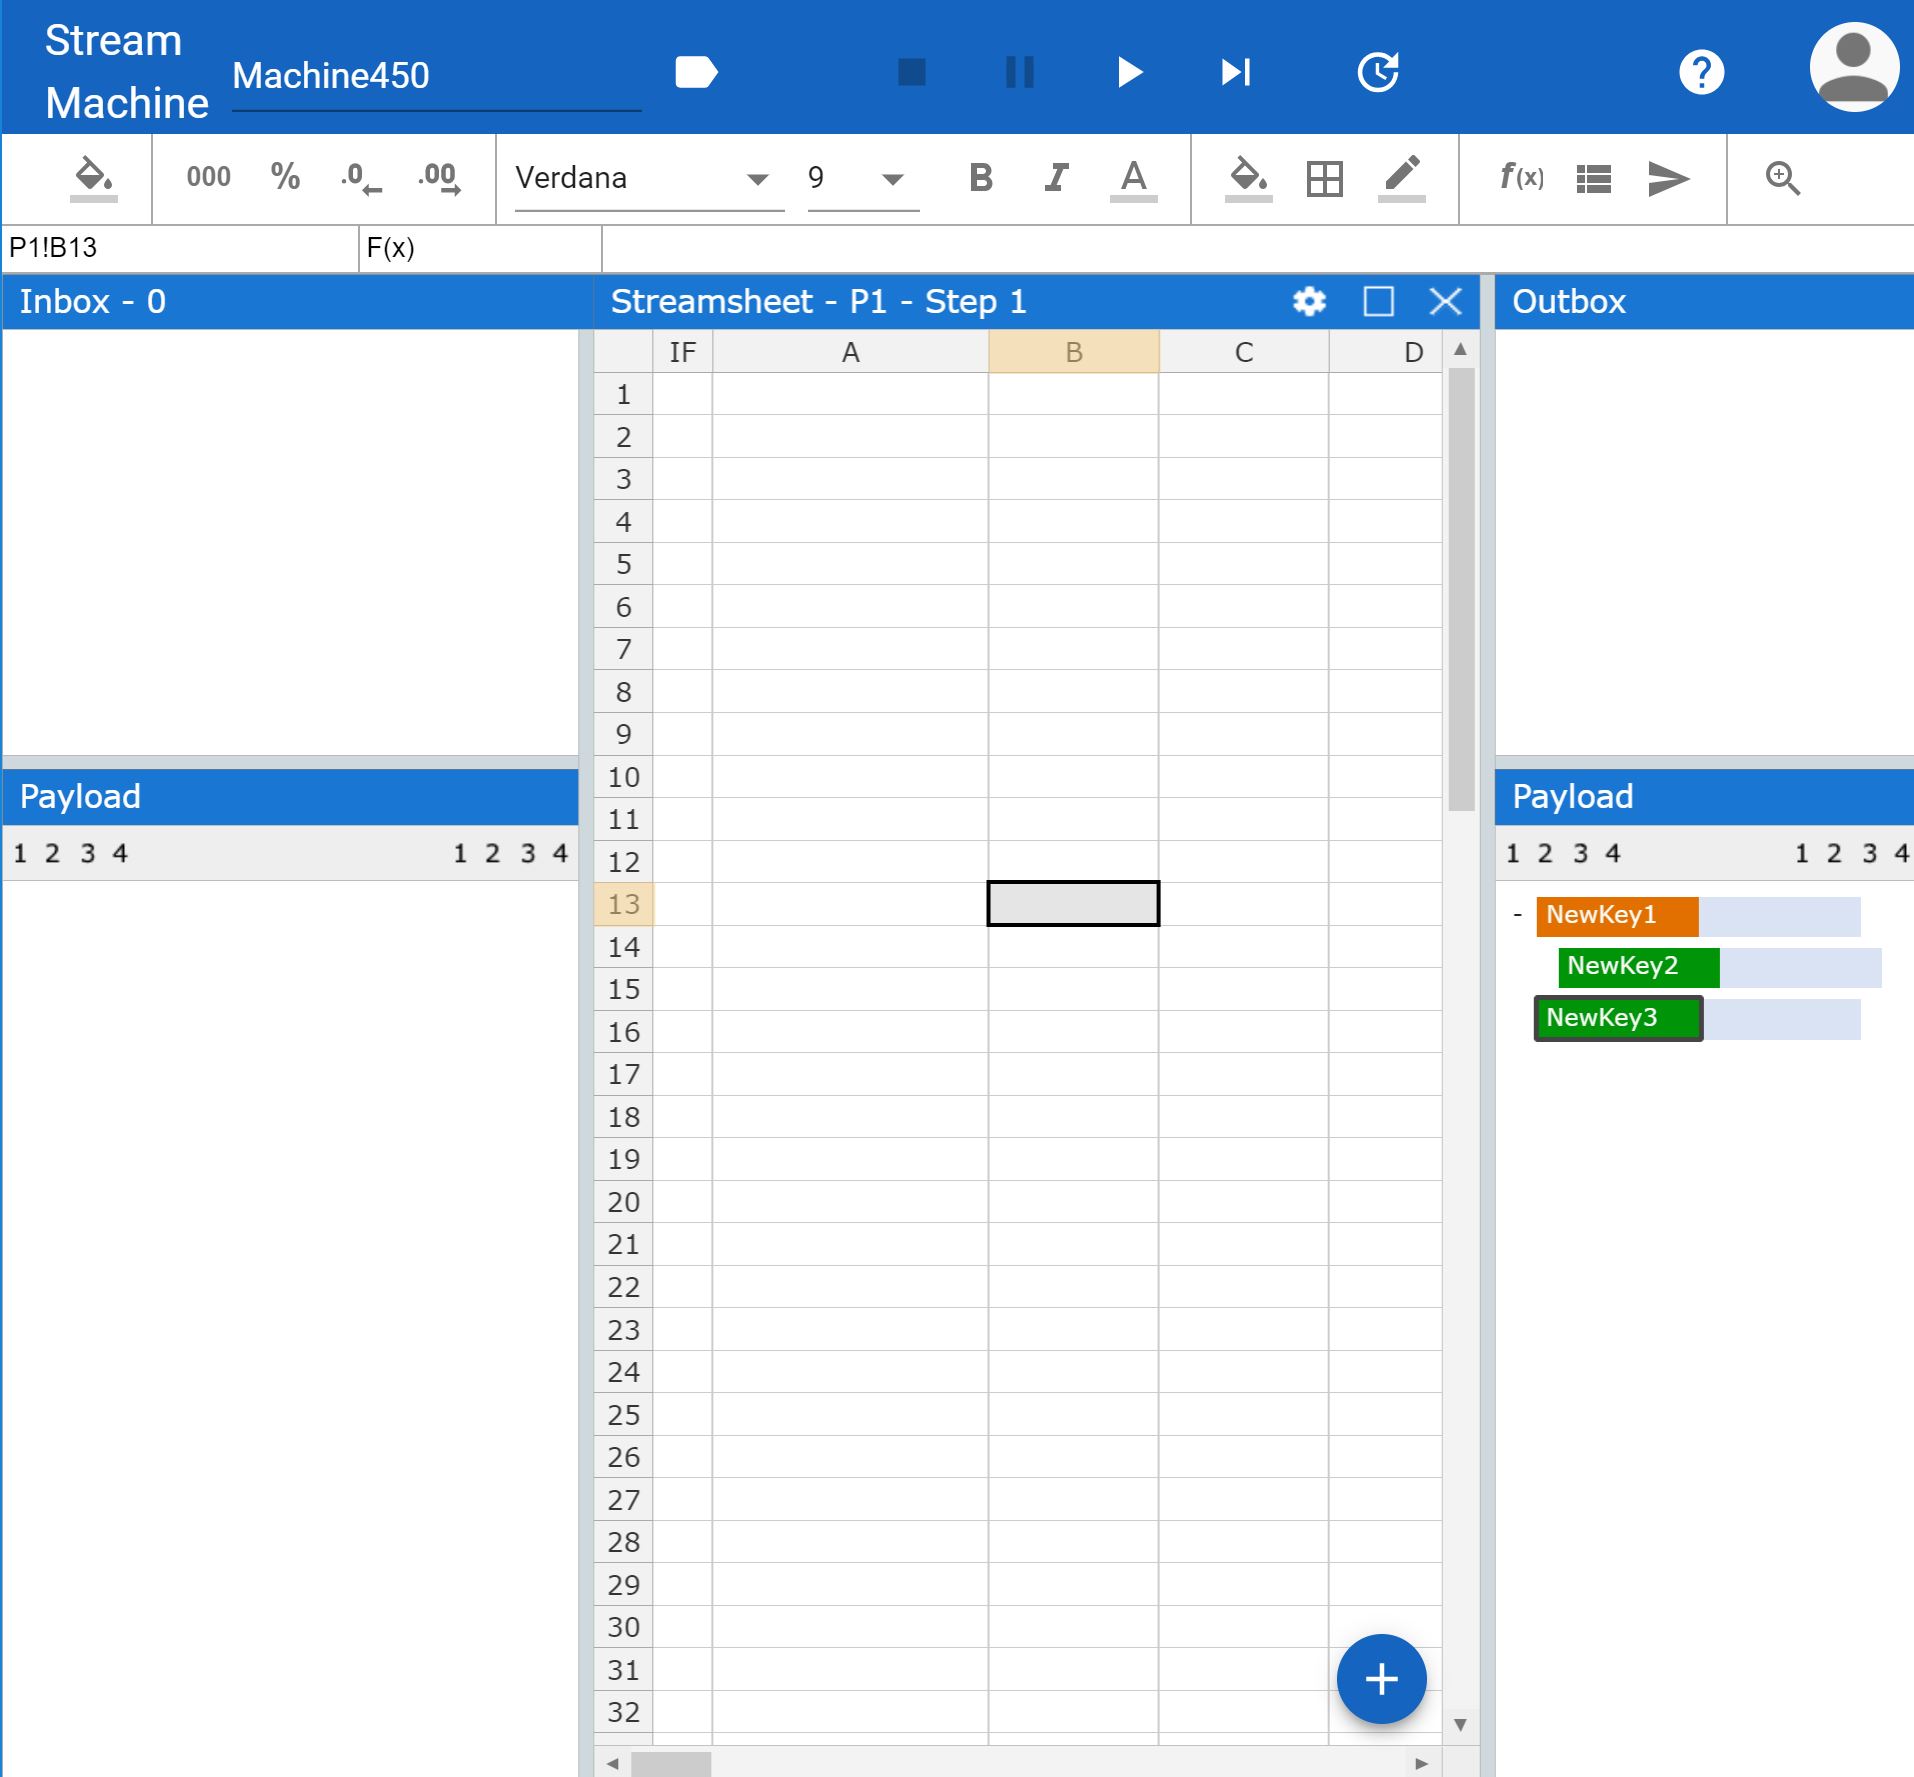 Stream
Machine
Machine450
000 % .0 .00 Verdana 9 B I A f(x)
P1!B13 F(x)
Inbox - 0
Streamsheet - P1 - Step 1
Outbox
IF A B C D
1
2
3
4
5
6
7
8
9
10
11
12
13
14
15
16
17
18
19
20
21
22
23
24
25
26
27
28
29
30
31
32
Payload
1 2 3 4 1 2 3 4
Payload
1 2 3 4 1 2 3 4
- NewKey1
NewKey2
NewKey3